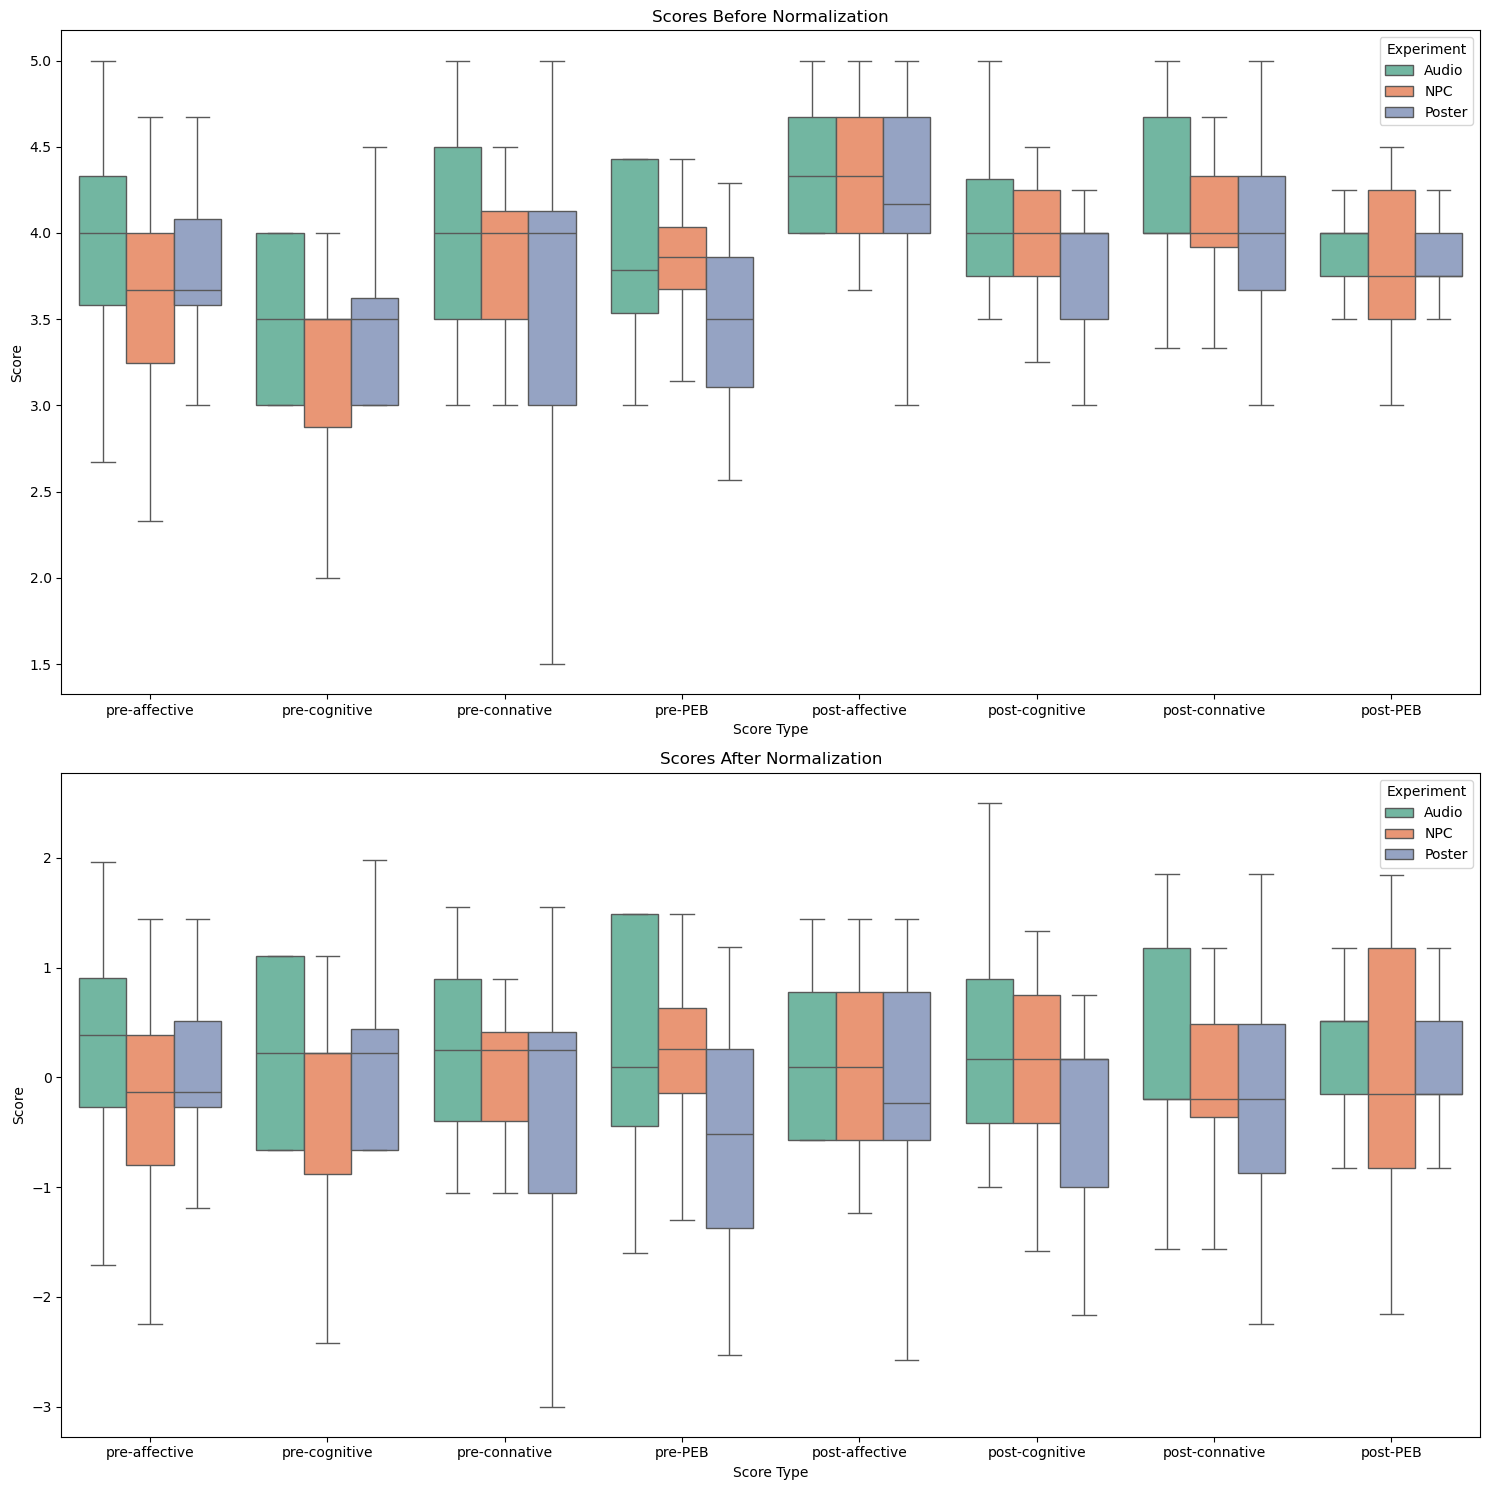 Scores Before Normalization
Experiment
Audio
NPC
Poster
5.0
4.5
4.0
3.5
3.0
2.5
2.0
1.5
Score
pre-affective pre-cognitive pre-connative pre-PEB post-affective post-cognitive post-connative post-PEB
Score Type
Scores After Normalization
Experiment
Audio
NPC
Poster
2
1
0
−1
−2
−3
Score
pre-affective pre-cognitive pre-connative pre-PEB post-affective post-cognitive post-connative post-PEB
Score Type